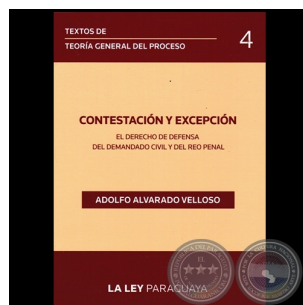 TEXTOS DE
TEORÍA GENERAL DEL PROCESO
4
CONTESTACIÓN Y EXCEPCIÓN
EL DERECHO DE DEFENSA
DEL DEMANDADO CIVIL Y DEL REO PENAL
ADOLFO ALVARADO VELLOSO
LA LEY PARAGUAYA